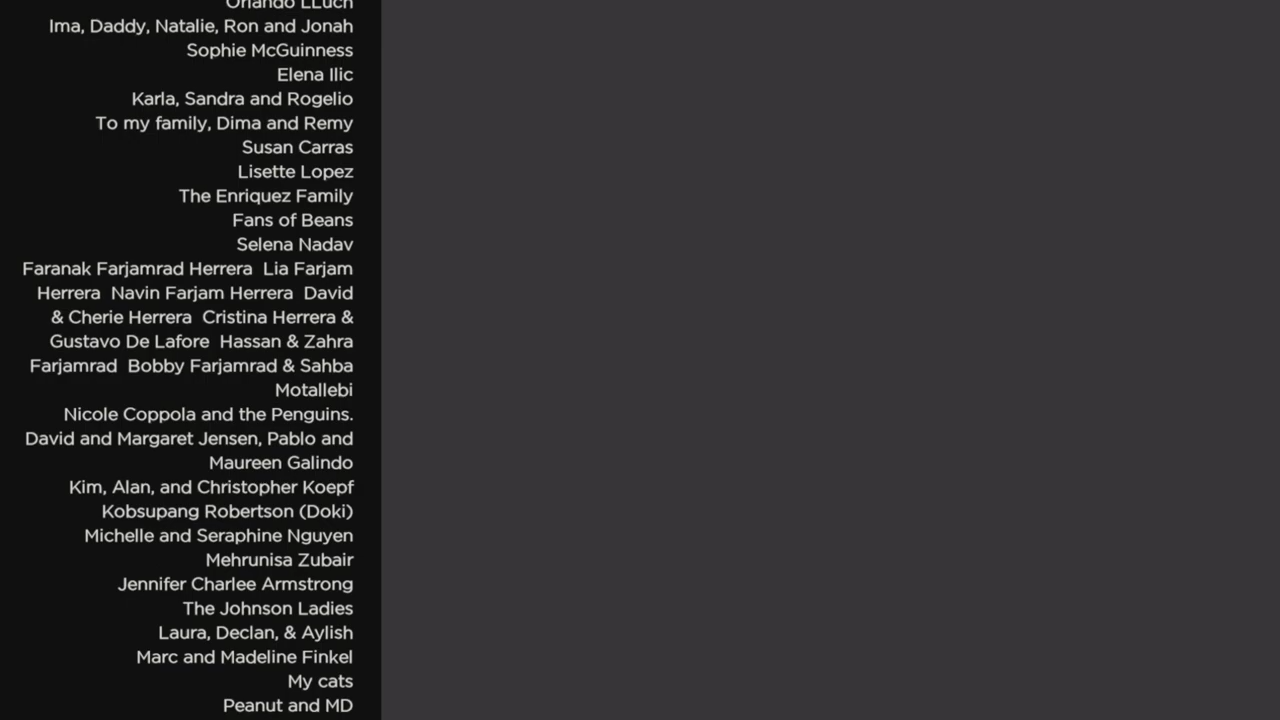 Orlando LLuch
Ima, Daddy, Natalie, Ron and Jonah
Sophie McGuinness
Elena Ilic
Karla, Sandra and Rogelio
To my family, Dima and Remy
Susan Carras
Lisette Lopez
The Enriquez Family
Fans of Beans
Selena Nadav
Faranak Farjamrad Herrera  Lia Farjam
Herrera  Navin Farjam Herrera  David
& Cherie Herrera  Cristina Herrera &
Gustavo De Lafore  Hassan & Zahra
Farjamrad  Bobby Farjamrad & Sahba
Motallebi
Nicole Coppola and the Penguins.
David and Margaret Jensen, Pablo and
Maureen Galindo
Kim, Alan, and Christopher Koepf
Kobsupang Robertson (Doki)
Michelle and Seraphine Nguyen
Mehrunisa Zubair
Jennifer Charlee Armstrong
The Johnson Ladies
Laura, Declan, & Aylish
Marc and Madeline Finkel
My cats
Peanut and MD